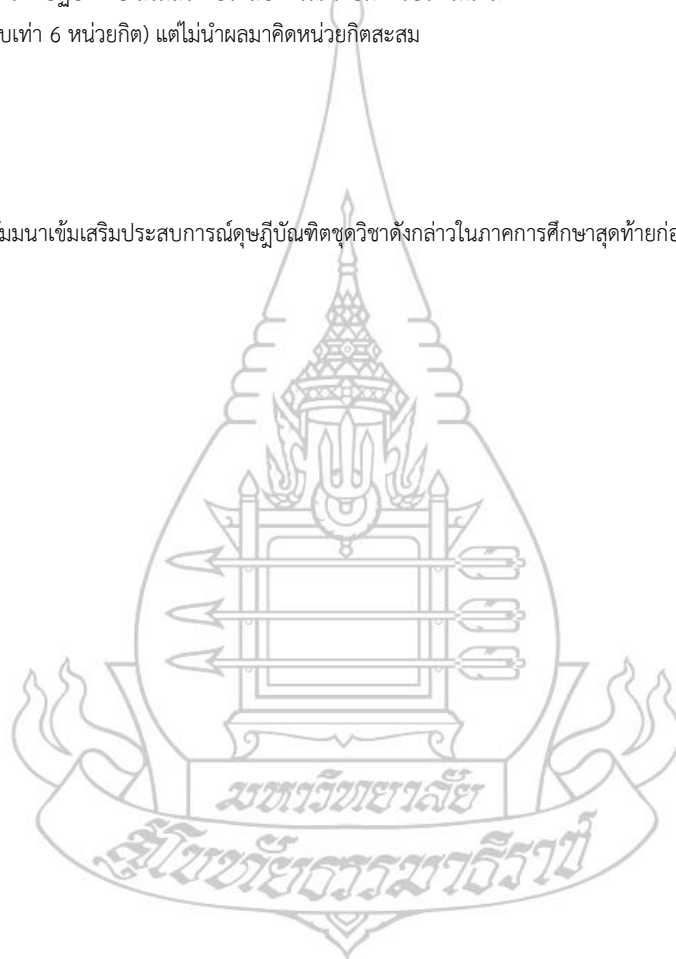 บเท่า 6 หน่วยกิต) แต่ไม่นำผลมาคิดหน่วยกิตสะสม
ัมมนาเข้มเสริมประสบการณ์ดุษฎีบัณฑิตชุดวิชาดังกล่าวในภาคการศึกษาสุดท้ายก่อ
มหาวิทยาลัย
สุโขทัยธรรมาธิราช